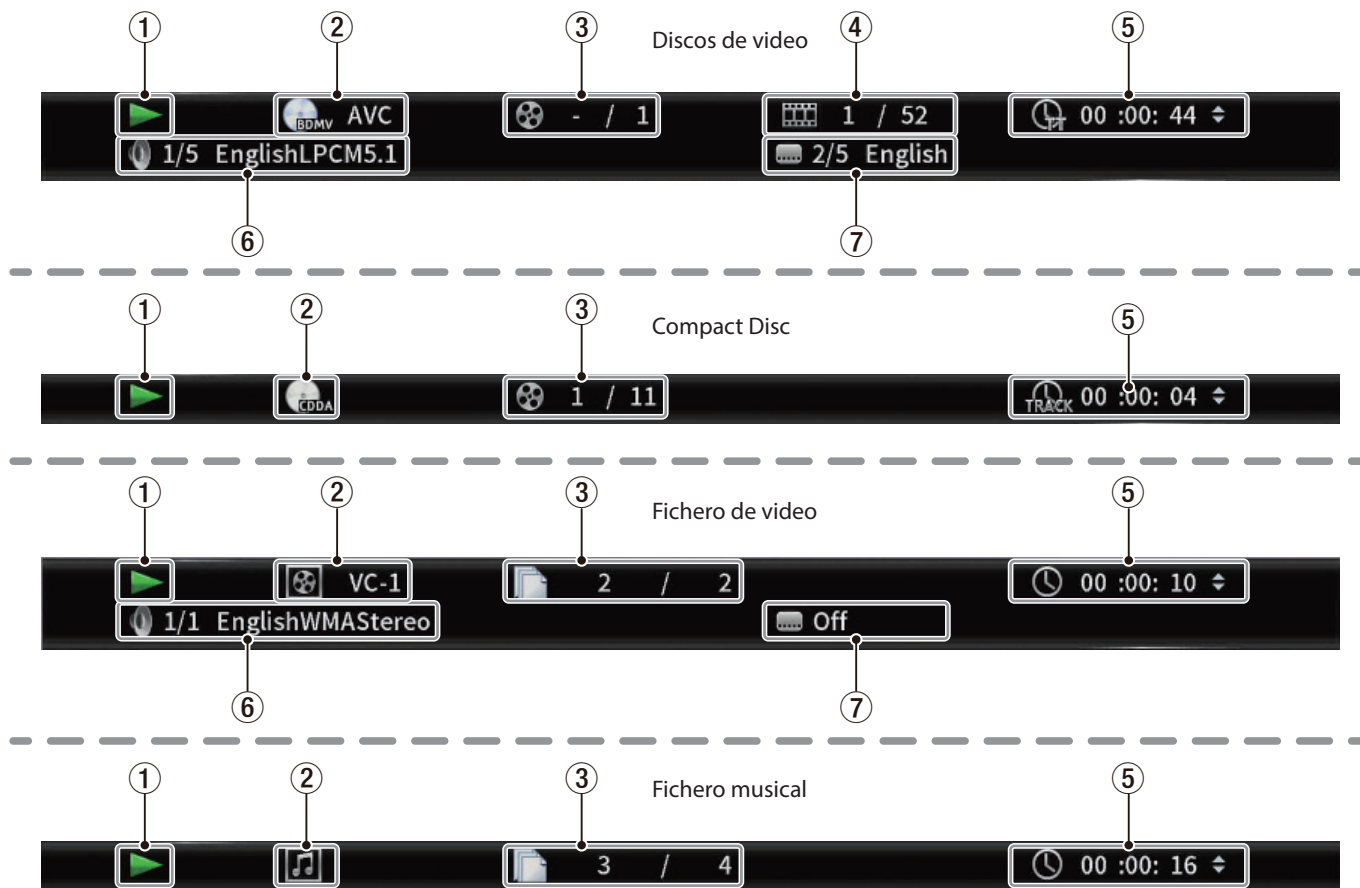 ① ② ③ Discos de video ④ ⑤
BDMV AVC - / 1 1 / 52 TT 00 :00: 44
1/5 EnglishLPCM5.1 2/5 English
⑥ ⑦
① ② ③ Compact Disc ⑤
CDDA 1 / 11 TRACK 00 :00: 04
① ② ③ Fichero de video ⑤
VC-1 2 / 2 00 :00: 10
1/1 EnglishWMAStereo Off
⑥ ⑦
① ② ③ Fichero musical ⑤
3 / 4 00 :00: 16